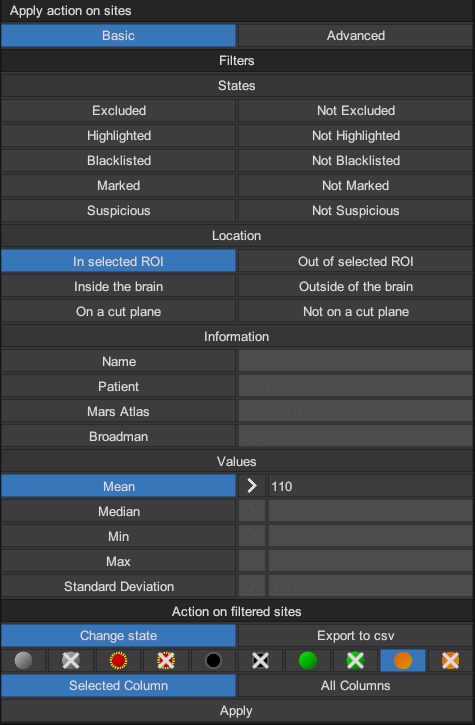 Apply action on sites
Basic Advanced
Filters
States
Excluded Not Excluded
Highlighted Not Highlighted
Blacklisted Not Blacklisted
Marked Not Marked
Suspicious Not Suspicious
Location
In selected ROI Out of selected ROI
Inside the brain Outside of the brain
On a cut plane Not on a cut plane
Information
Name
Patient
Mars Atlas
Broadman
Values
Mean > 110
Median >
Min >
Max >
Standard Deviation >
Action on filtered sites
Change state Export to csv
Selected Column All Columns
Apply